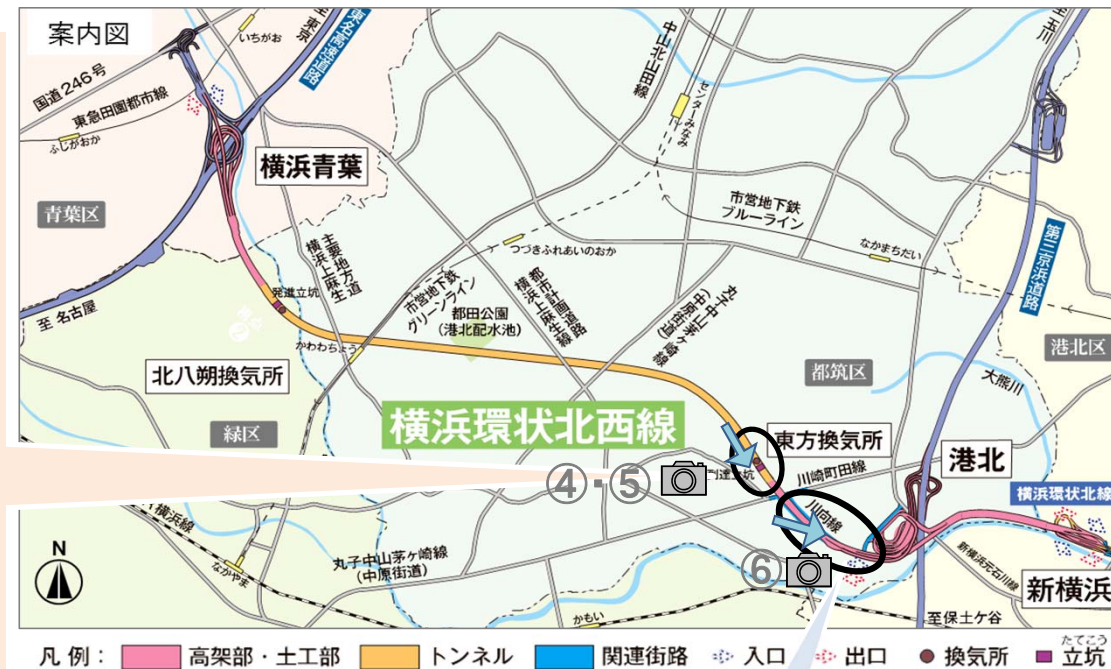 案内図
国道246号
いちがお
至 東京
東名高速道路
東急田園都市線
ふじがおか
横浜青葉
青葉区
至 名古屋
中山北山田線
センターみなみ
至 玉川
市営地下鉄
ブルーライン
なかまちだい
第三京浜道路
主要地方道
横浜上麻生
つづきふれあいのおか
市営地下鉄
グリーンライン
都田公園
(港北配水池)
都市計画道路
横浜上麻生線
丸子中山茅ヶ崎線
(中原街道)
発進立坑
かわわちょう
北八朔換気所
緑区
都筑区
港北区
大熊川
横浜環状北西線
東方換気所
川崎町田線
港北
④・⑤
立坑
川向線
横浜環状北線
横浜線
なかやま
丸子中山茅ヶ崎線
(中原街道)
⑥
新横浜元石川線
新横浜
かもい
至保土ケ谷
N
凡例：
高架部・土工部
トンネル
関連街路
入口
出口
換気所
たてこう
立坑